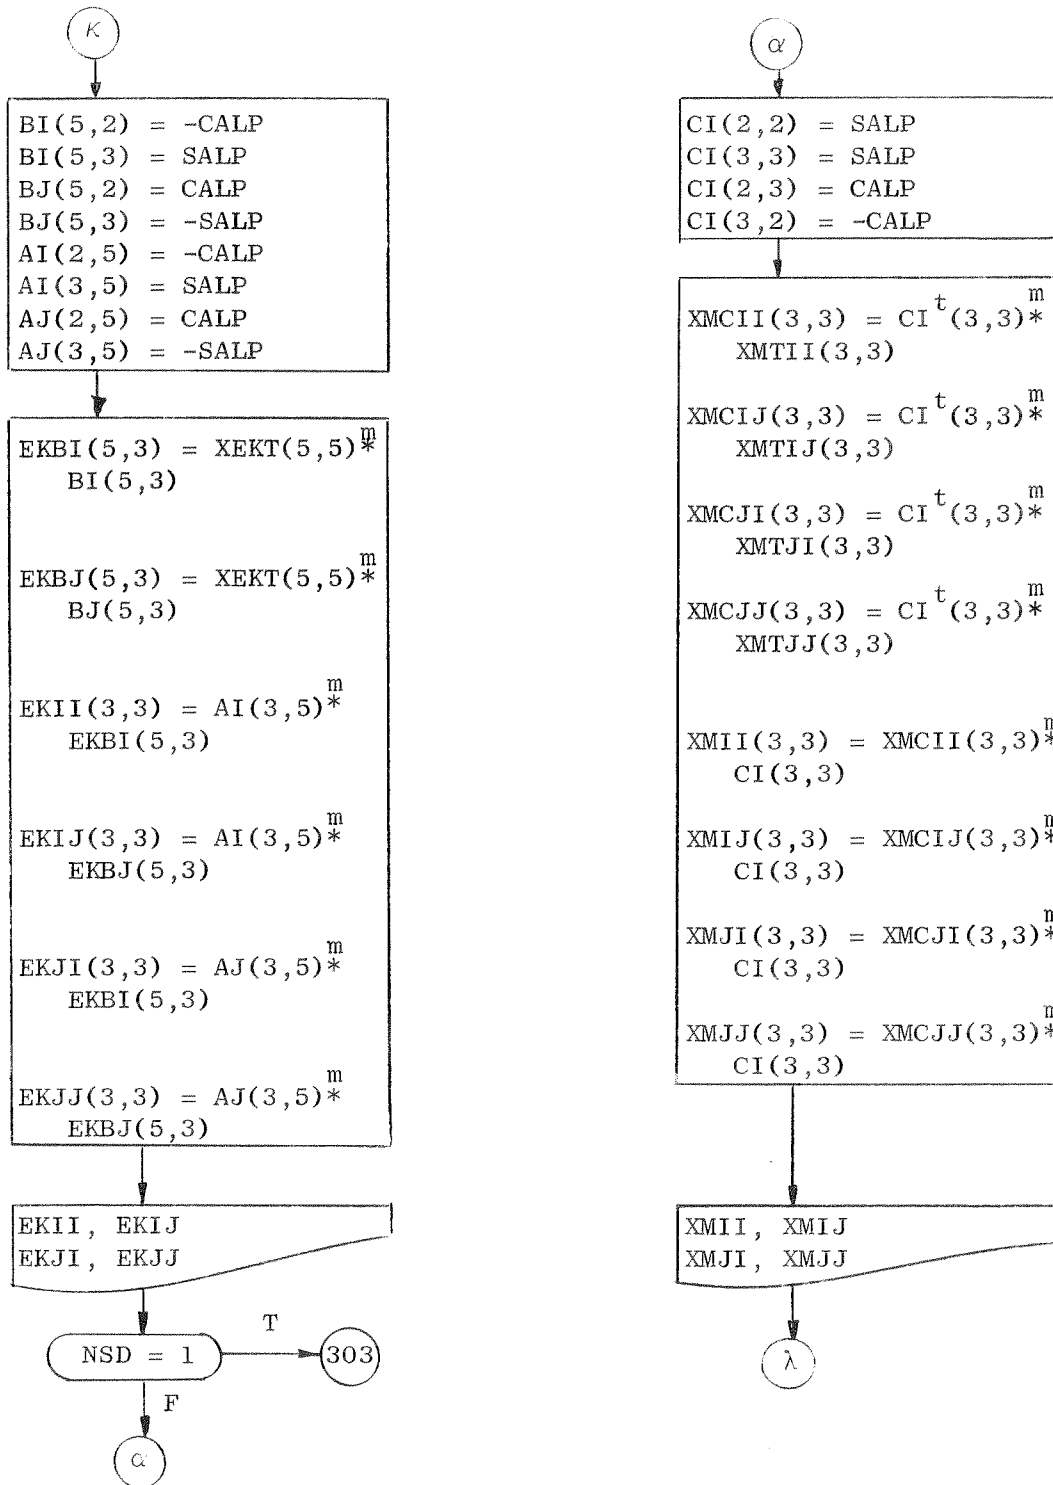 K
BI(5,2) = -CALP
BI(5,3) = SALP
BJ(5,2) = CALP
BJ(5,3) = -SALP
AI(2,5) = -CALP
AI(3,5) = SALP
AJ(2,5) = CALP
AJ(3,5) = -SALP
m
EKBI(5,3) = XEKT(5,5)*
BI(5,3)
m
EKBJ(5,3) = XEKT(5,5)*
BJ(5,3)
m
EKII(3,3) = AI(3,5)*
EKBI(5,3)
m
EKIJ(3,3) = AI(3,5)*
EKBJ(5,3)
m
EKJI(3,3) = AJ(3,5)*
EKBI(5,3)
m
EKJJ(3,3) = AJ(3,5)*
EKBJ(5,3)
EKII, EKIJ
EKJI, EKJJ
NSD = 1
T
303
F
α
α
CI(2,2) = SALP
CI(3,3) = SALP
CI(2,3) = CALP
CI(3,2) = -CALP
t m
XMCII(3,3) = CI (3,3)*
XMTII(3,3)
t m
XMCIJ(3,3) = CI (3,3)*
XMTIJ(3,3)
t m
XMCJI(3,3) = CI (3,3)*
XMTJI(3,3)
t m
XMCJJ(3,3) = CI (3,3)*
XMTJJ(3,3)
m
XMII(3,3) = XMCII(3,3)*
CI(3,3)
m
XMIJ(3,3) = XMCIJ(3,3)*
CI(3,3)
m
XMJI(3,3) = XMCJI(3,3)*
CI(3,3)
m
XMJJ(3,3) = XMCJJ(3,3)*
CI(3,3)
XMII, XMIJ
XMJI, XMJJ
λ